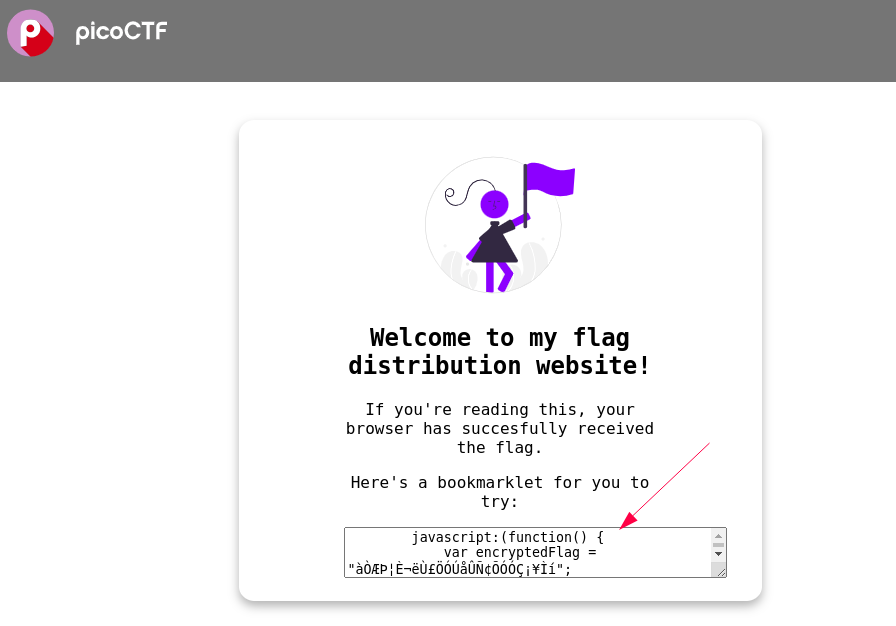 picoCTF
Welcome to my flag
distribution website!
If you're reading this, your
browser has succesfully received
the flag.
Here's a bookmarklet for you to
try:
javascript:(function() {
var encryptedFlag =
"àÒÆÞ¦È¬ëÙ£ÖÓÚåÛÑ¢ÕÓÓÇ¡¥Ìí";